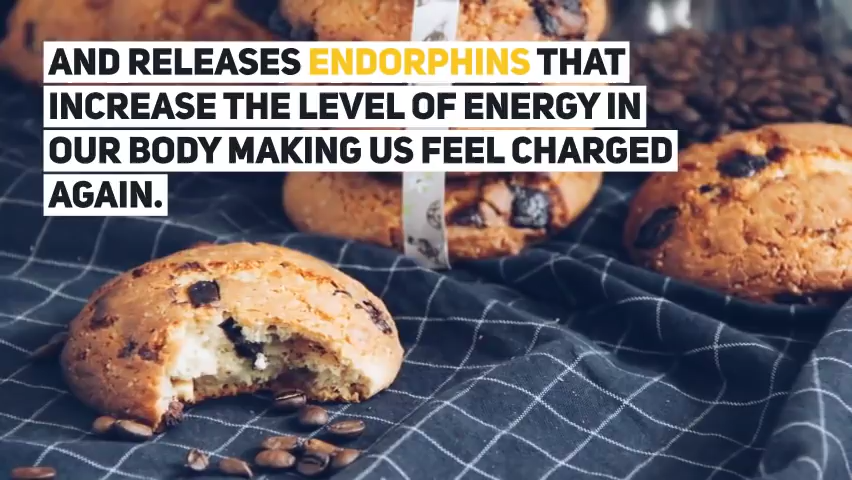 AND RELEASES ENDORPHINS THAT
INCREASE THE LEVEL OF ENERGY IN
OUR BODY MAKING US FEEL CHARGED
AGAIN.